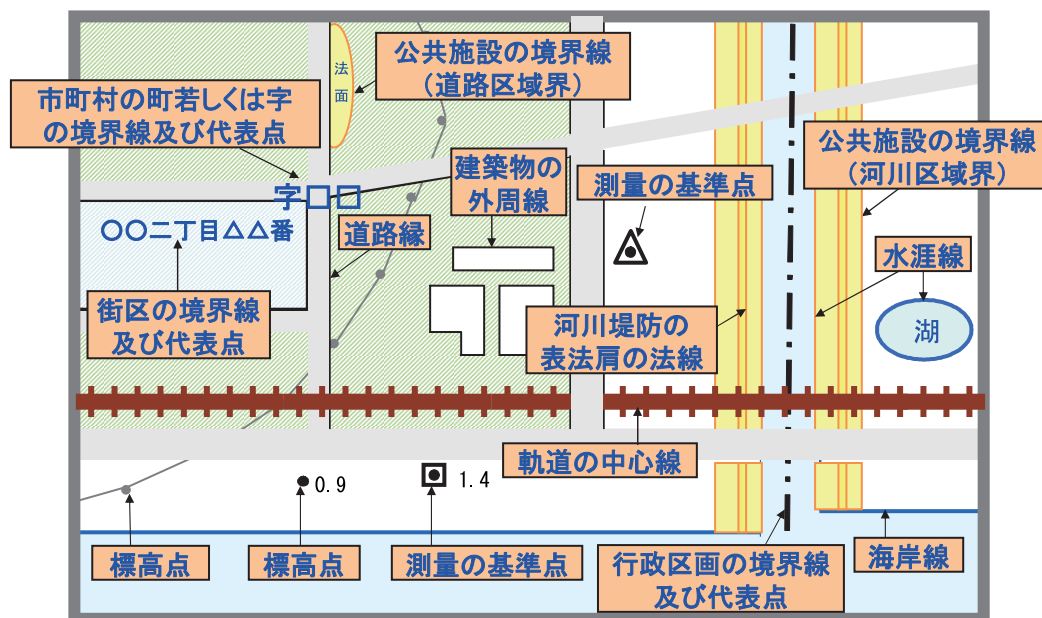 法
面
公共施設の境界線
（道路区域界）
市町村の町若しくは字
の境界線及び代表点
公共施設の境界線
（河川区域界）
建築物の
外周線
測量の基準点
字□□
〇〇二丁目△△番
道路縁
水涯線
街区の境界線
及び代表点
河川堤防の
表法肩の法線
湖
軌道の中心線
0.9
1.4
標高点
標高点
測量の基準点
行政区画の境界線
及び代表点
海岸線